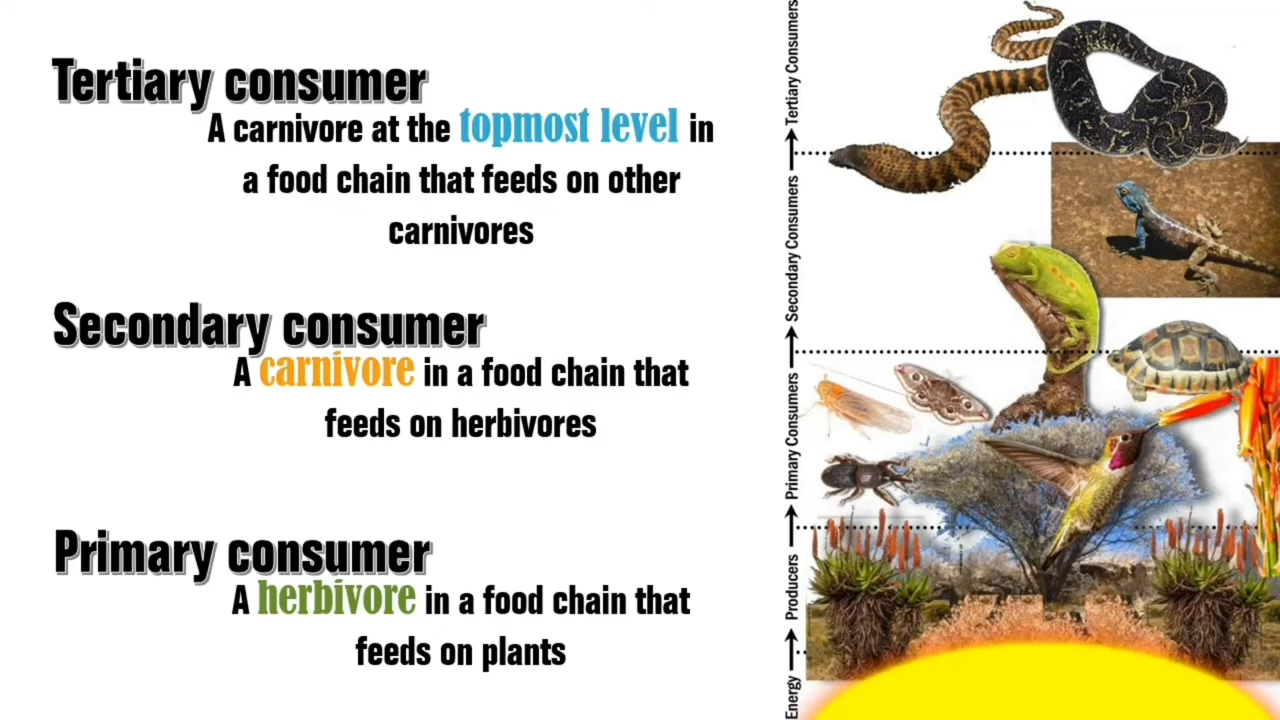 Tertiary consumer
A carnivore at the topmost level in
a food chain that feeds on other
carnivores
Secondary consumer
A carnivore in a food chain that
feeds on herbivores
Primary consumer
A herbivore in a food chain that
feeds on plants
Tertiary Consumers
Secondary Consumers
Primary Consumers
Producers
Energy